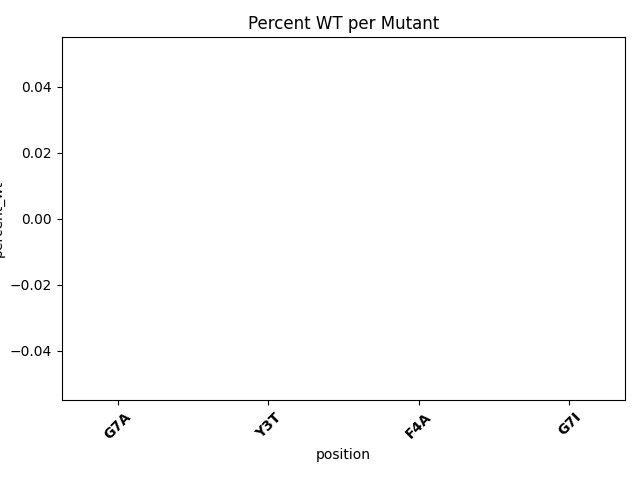 Percent WT per Mutant
0.04
0.02
0.00
−0.02
−0.04
percent_wt
G7A Y3T F4A G7I
position